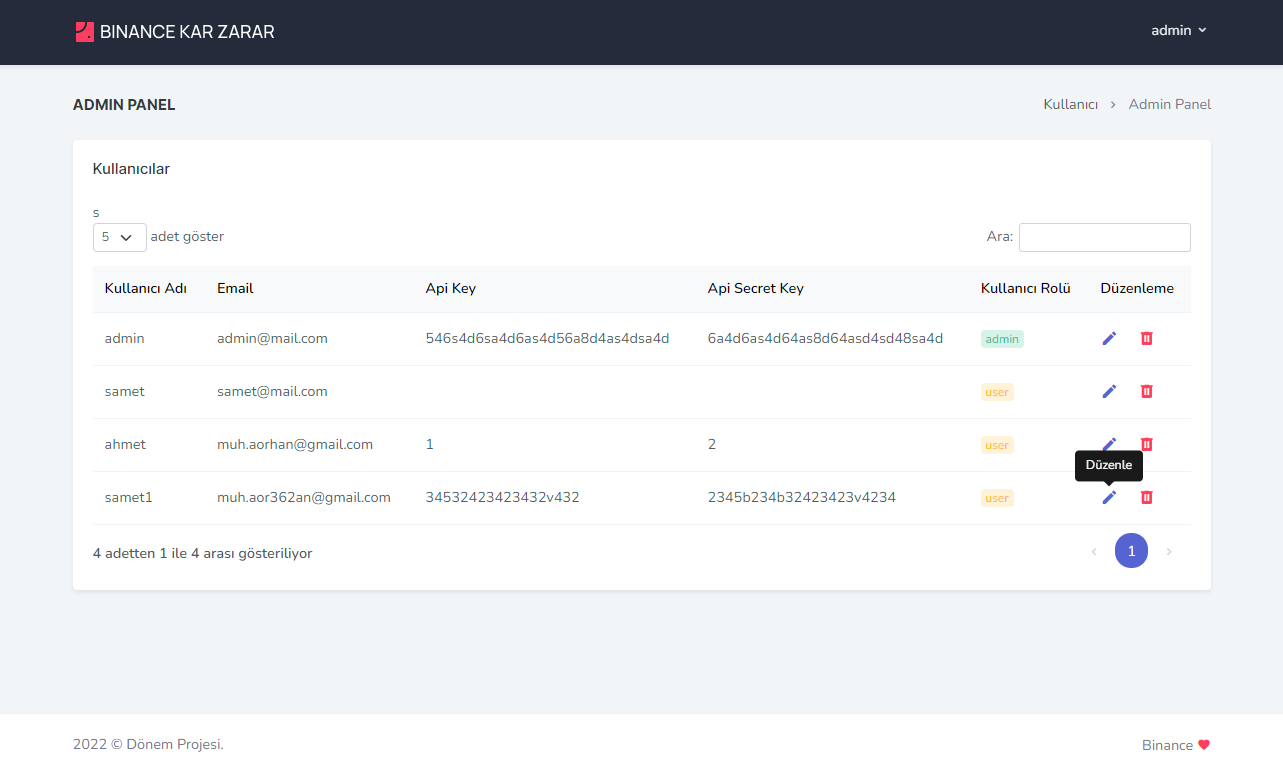 BINANCE KAR ZARAR
admin
ADMIN PANEL
Kullanıcı > Admin Panel
Kullanıcılar
s
5 adet göster
Ara:
Kullanıcı Adı Email Api Key Api Secret Key Kullanıcı Rolü Düzenleme
admin admin@mail.com 546s4d6sa4d6as4d56a8d4as4dsa4d 6a4d6as4d64as8d64asd4sd48sa4d admin
samet samet@mail.com user
ahmet muh.aorhan@gmail.com 1 2 user
Düzenle
samet1 muh.aor362an@gmail.com 34532423423432v432 2345b234b32423423v4234 user
4 adetten 1 ile 4 arası gösteriliyor ‹ 1 ›
2022 © Dönem Projesi.
Binance